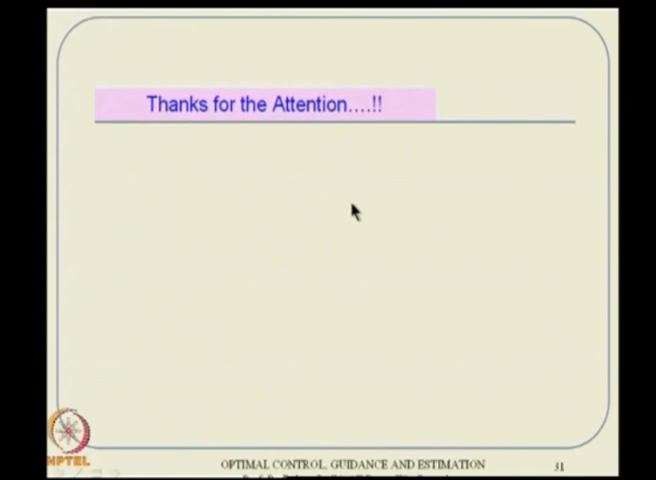 Thanks for the Attention....!!
NPTEL
OPTIMAL CONTROL, GUIDANCE AND ESTIMATION
31